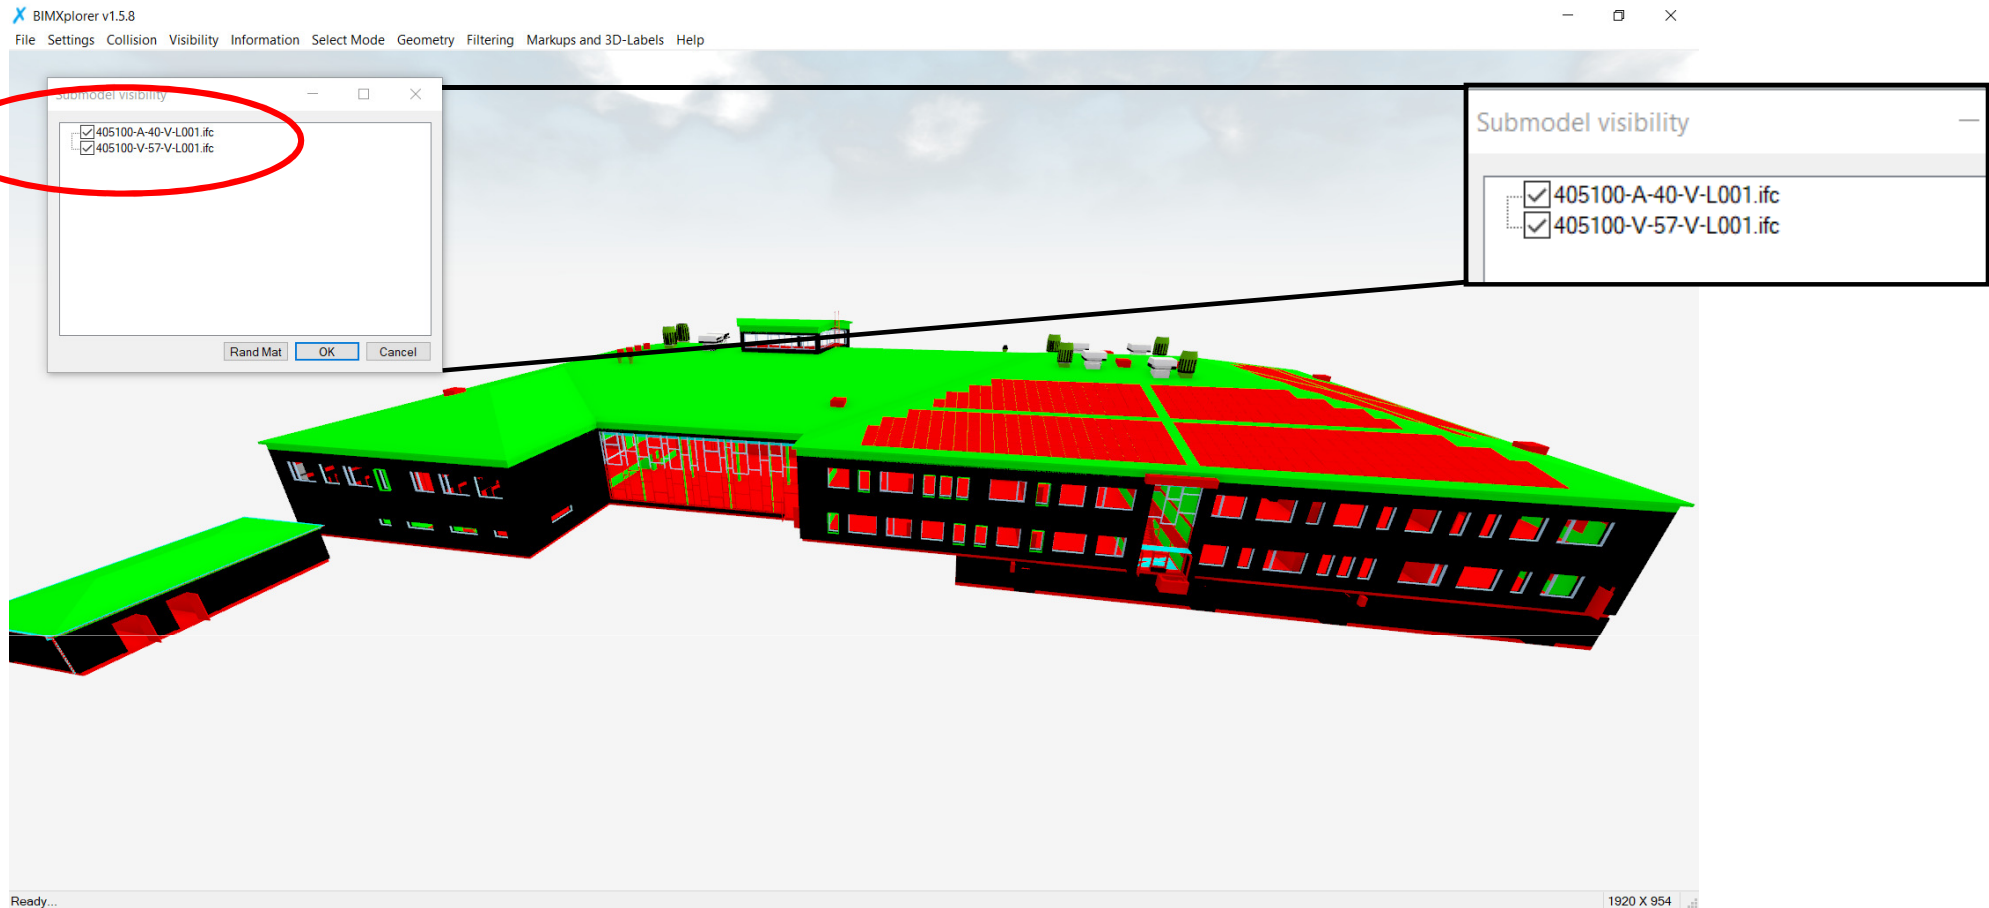 BIMXplorer v1.5.8
File Settings Collision Visibility Information Select Mode Geometry Filtering Markups and 3D-Labels Help
Submodel visibility
405100-A-40-V-L001.ifc
405100-V-57-V-L001.ifc
Rand Mat OK Cancel
Submodel visibility
405100-A-40-V-L001.ifc
405100-V-57-V-L001.ifc
Ready...
1920 X 954